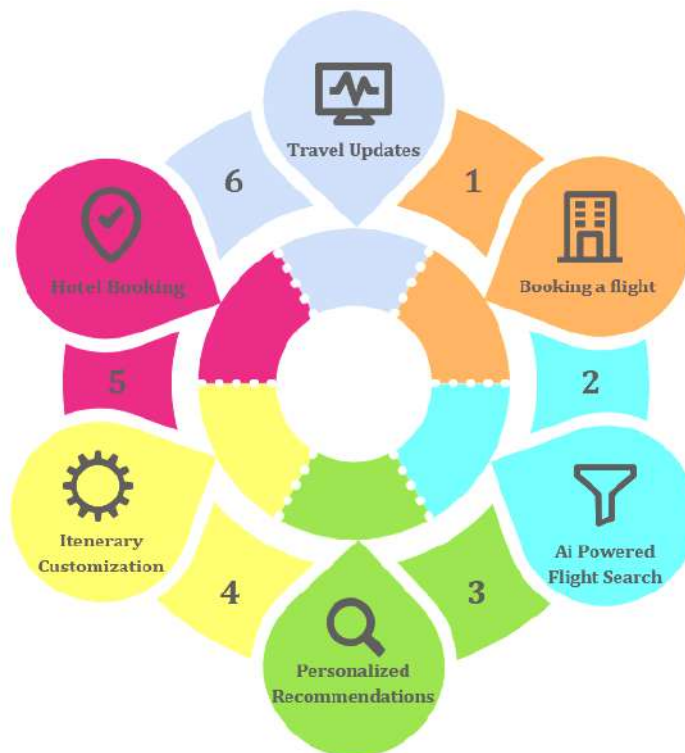 Travel Updates
1
Booking a flight
2
Ai Powered
Flight Search
3
Personalized
Recommendations
4
Itenerary
Customization
5
Hotel Booking
6